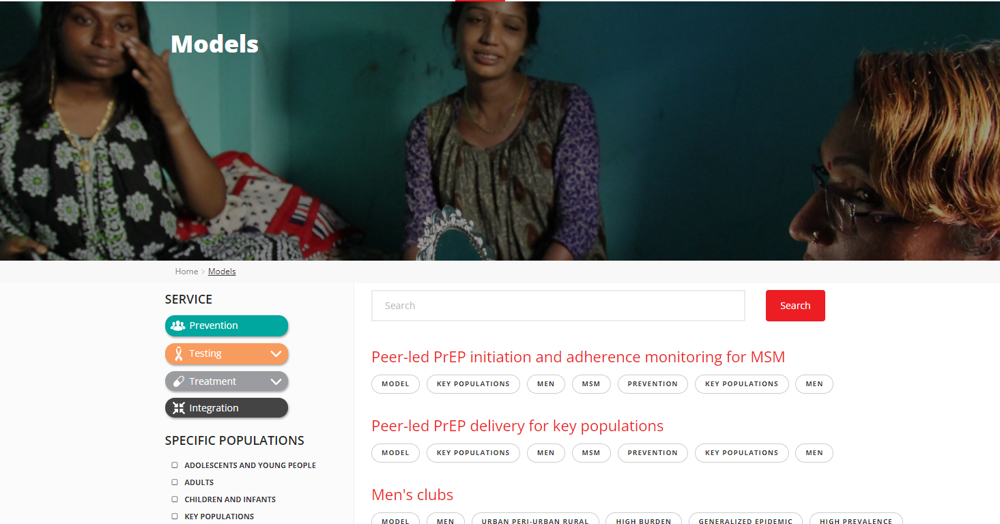 Models
Home > Models
SERVICE
Prevention
Testing
Treatment
Integration
SPECIFIC POPULATIONS
ADOLESCENTS AND YOUNG PEOPLE
ADULTS
CHILDREN AND INFANTS
KEY POPULATIONS
Search Search
Peer-led PrEP initiation and adherence monitoring for MSM
MODEL KEY POPULATIONS MEN MSM PREVENTION KEY POPULATIONS MEN
Peer-led PrEP delivery for key populations
MODEL KEY POPULATIONS MEN MSM PREVENTION KEY POPULATIONS MEN
Men's clubs
MODEL MEN URBAN PERI-URBAN RURAL HIGH BURDEN GENERALIZED EPIDEMIC HIGH PREVALENCE